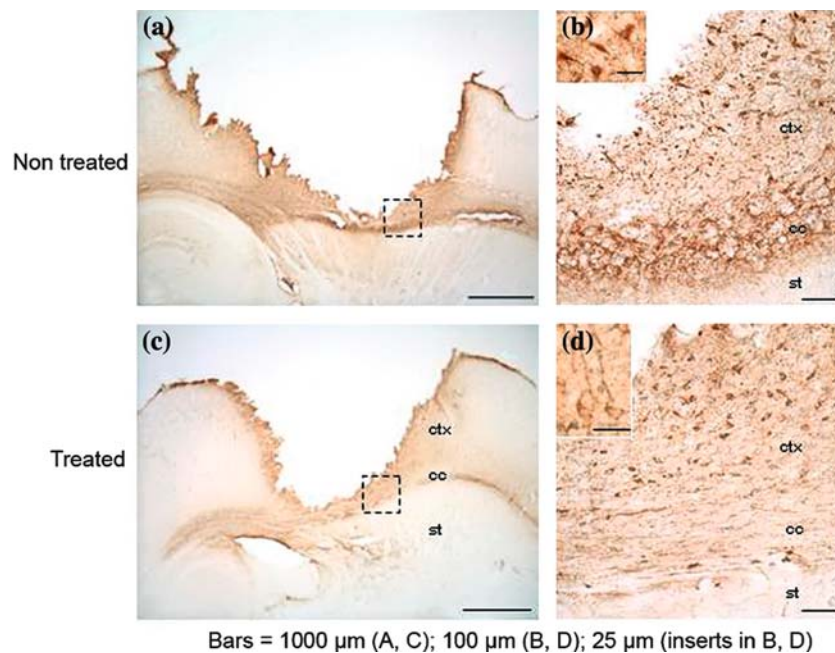 (a)
(b)
ctx
cc
st
Non treated
(c)
ctx
cc
st
(d)
ctx
cc
st
Treated
Bars = 1000 µm (A, C); 100 µm (B, D); 25 µm (inserts in B, D)